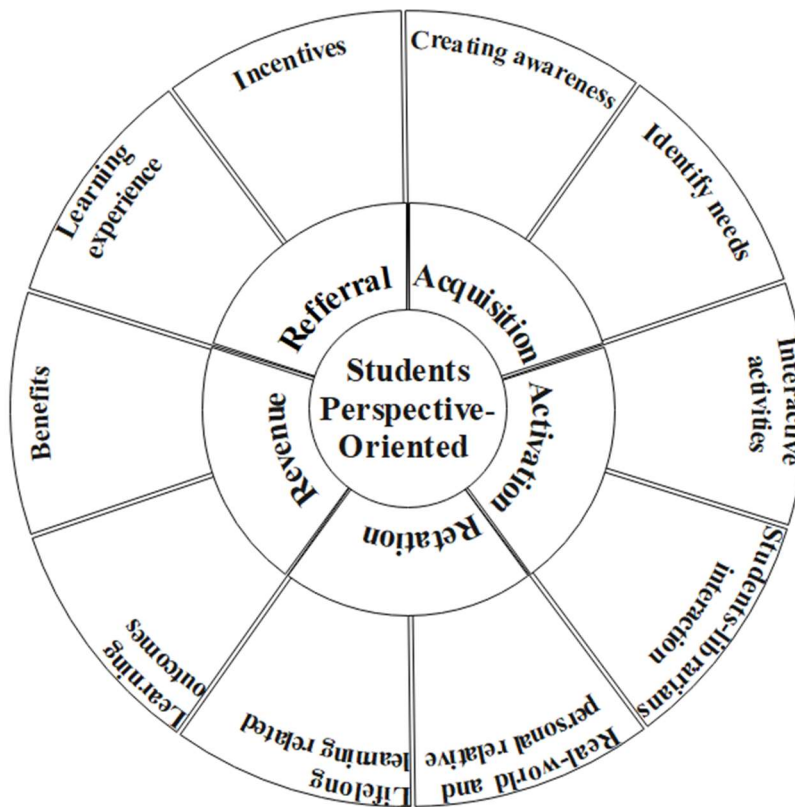 Students
Perspective-
Oriented
Acquisition
Activation
Retation
Revenue
Refferral
Creating awareness
Identify needs
Interactive
activities
Students-librarians
interaction
Real-world and
personal relative
Lifelong
learning related
Learning
outcomes
Benefits
Learning
experience
Incentives